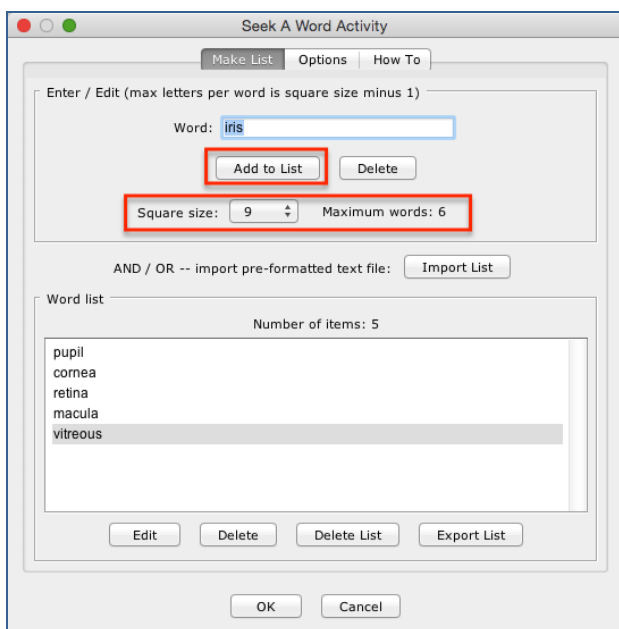 Seek A Word Activity
Make List Options How To
Enter / Edit (max letters per word is square size minus 1)
Word: iris
Add to List Delete
Square size: 9 Maximum words: 6
AND / OR -- import pre-formatted text file: Import List
Word list
Number of items: 5
pupil
cornea
retina
macula
vitreous
Edit Delete Delete List Export List
OK Cancel